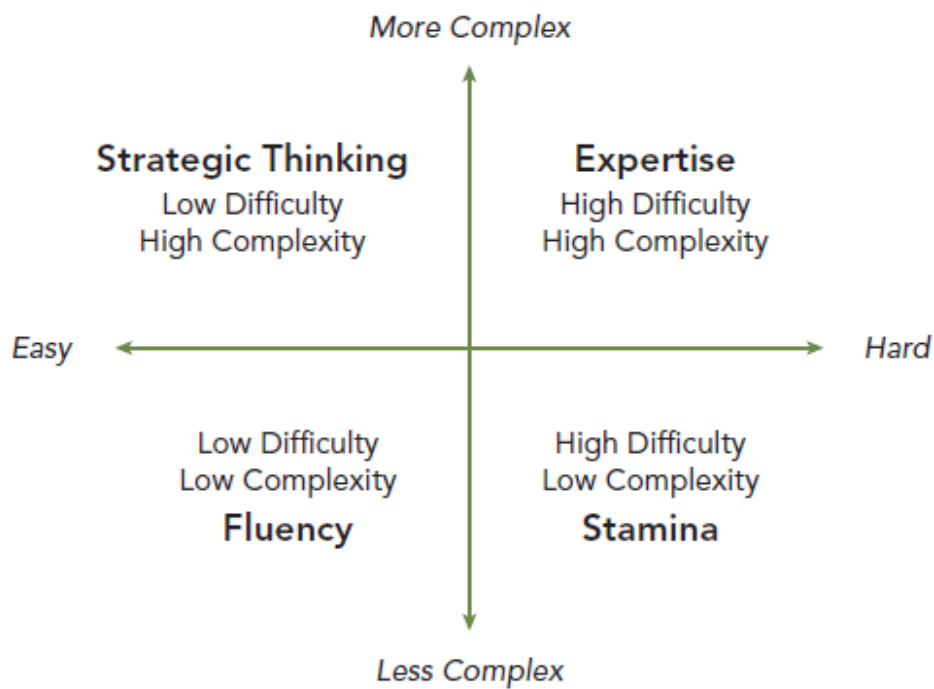 More Complex
Strategic Thinking
Low Difficulty
High Complexity
Expertise
High Difficulty
High Complexity
Easy
Hard
Low Difficulty
Low Complexity
Fluency
High Difficulty
Low Complexity
Stamina
Less Complex